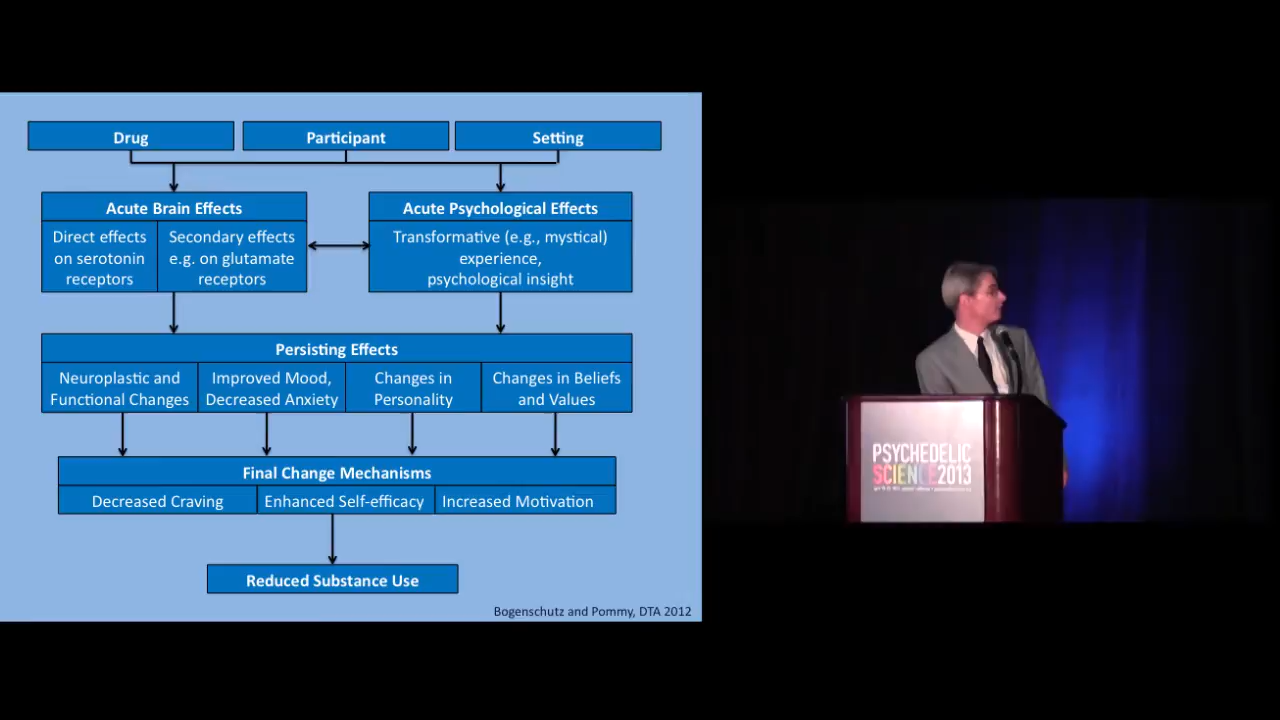 Drug
Participant
Setting
Acute Brain Effects
Direct effects
on serotonin
receptors
Secondary effects
e.g. on glutamate
receptors
Acute Psychological Effects
Transformative (e.g., mystical)
experience,
psychological insight
Persisting Effects
Neuroplastic and
Functional Changes
Improved Mood,
Decreased Anxiety
Changes in
Personality
Changes in Beliefs
and Values
Final Change Mechanisms
Decreased Craving
Enhanced Self-efficacy
Increased Motivation
Reduced Substance Use
Bogenschutz and Pommy, DTA 2012
PSYCHEDELIC
SCIENCE2013